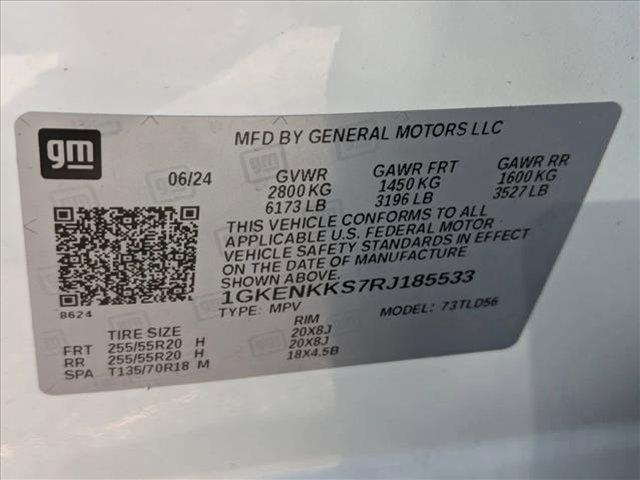 gm
MFD BY GENERAL MOTORS LLC
06/24 GVWR GAWR FRT GAWR RR
2800 KG 1450 KG 1600 KG
6173 LB 3196 LB 3527 LB
THIS VEHICLE CONFORMS TO ALL
APPLICABLE U.S. FEDERAL MOTOR
VEHICLE SAFETY STANDARDS IN EFFECT
ON THE DATE OF MANUFACTURE
SHOWN ABOVE.
1GKENKKS7RJ185533
8624 TYPE: MPV MODEL: 73TLD56
TIRE SIZE RIM
FRT 255/55R20 H 20X8J
RR 255/55R20 H 20X8J
SPA T135/70R18 M 18X4.5B